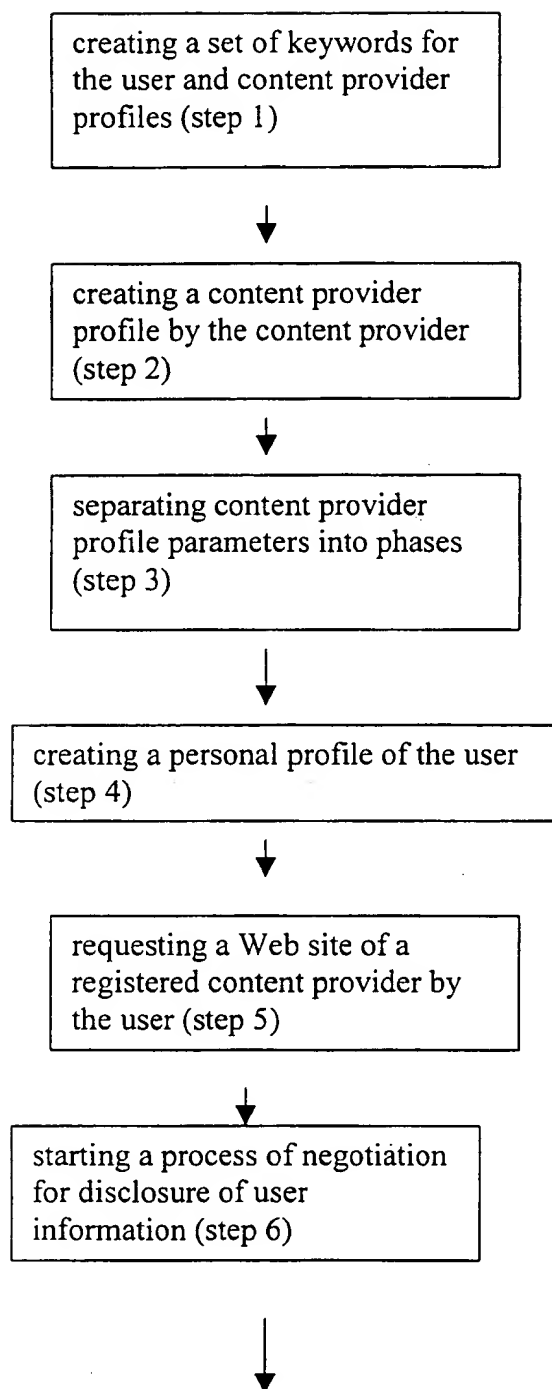 creating a set of keywords for
the user and content provider
profiles (step 1)
creating a content provider
profile by the content provider
(step 2)
separating content provider
profile parameters into phases
(step 3)
creating a personal profile of the user
(step 4)
requesting a Web site of a
registered content provider by
the user (step 5)
starting a process of negotiation
for disclosure of user
information (step 6)